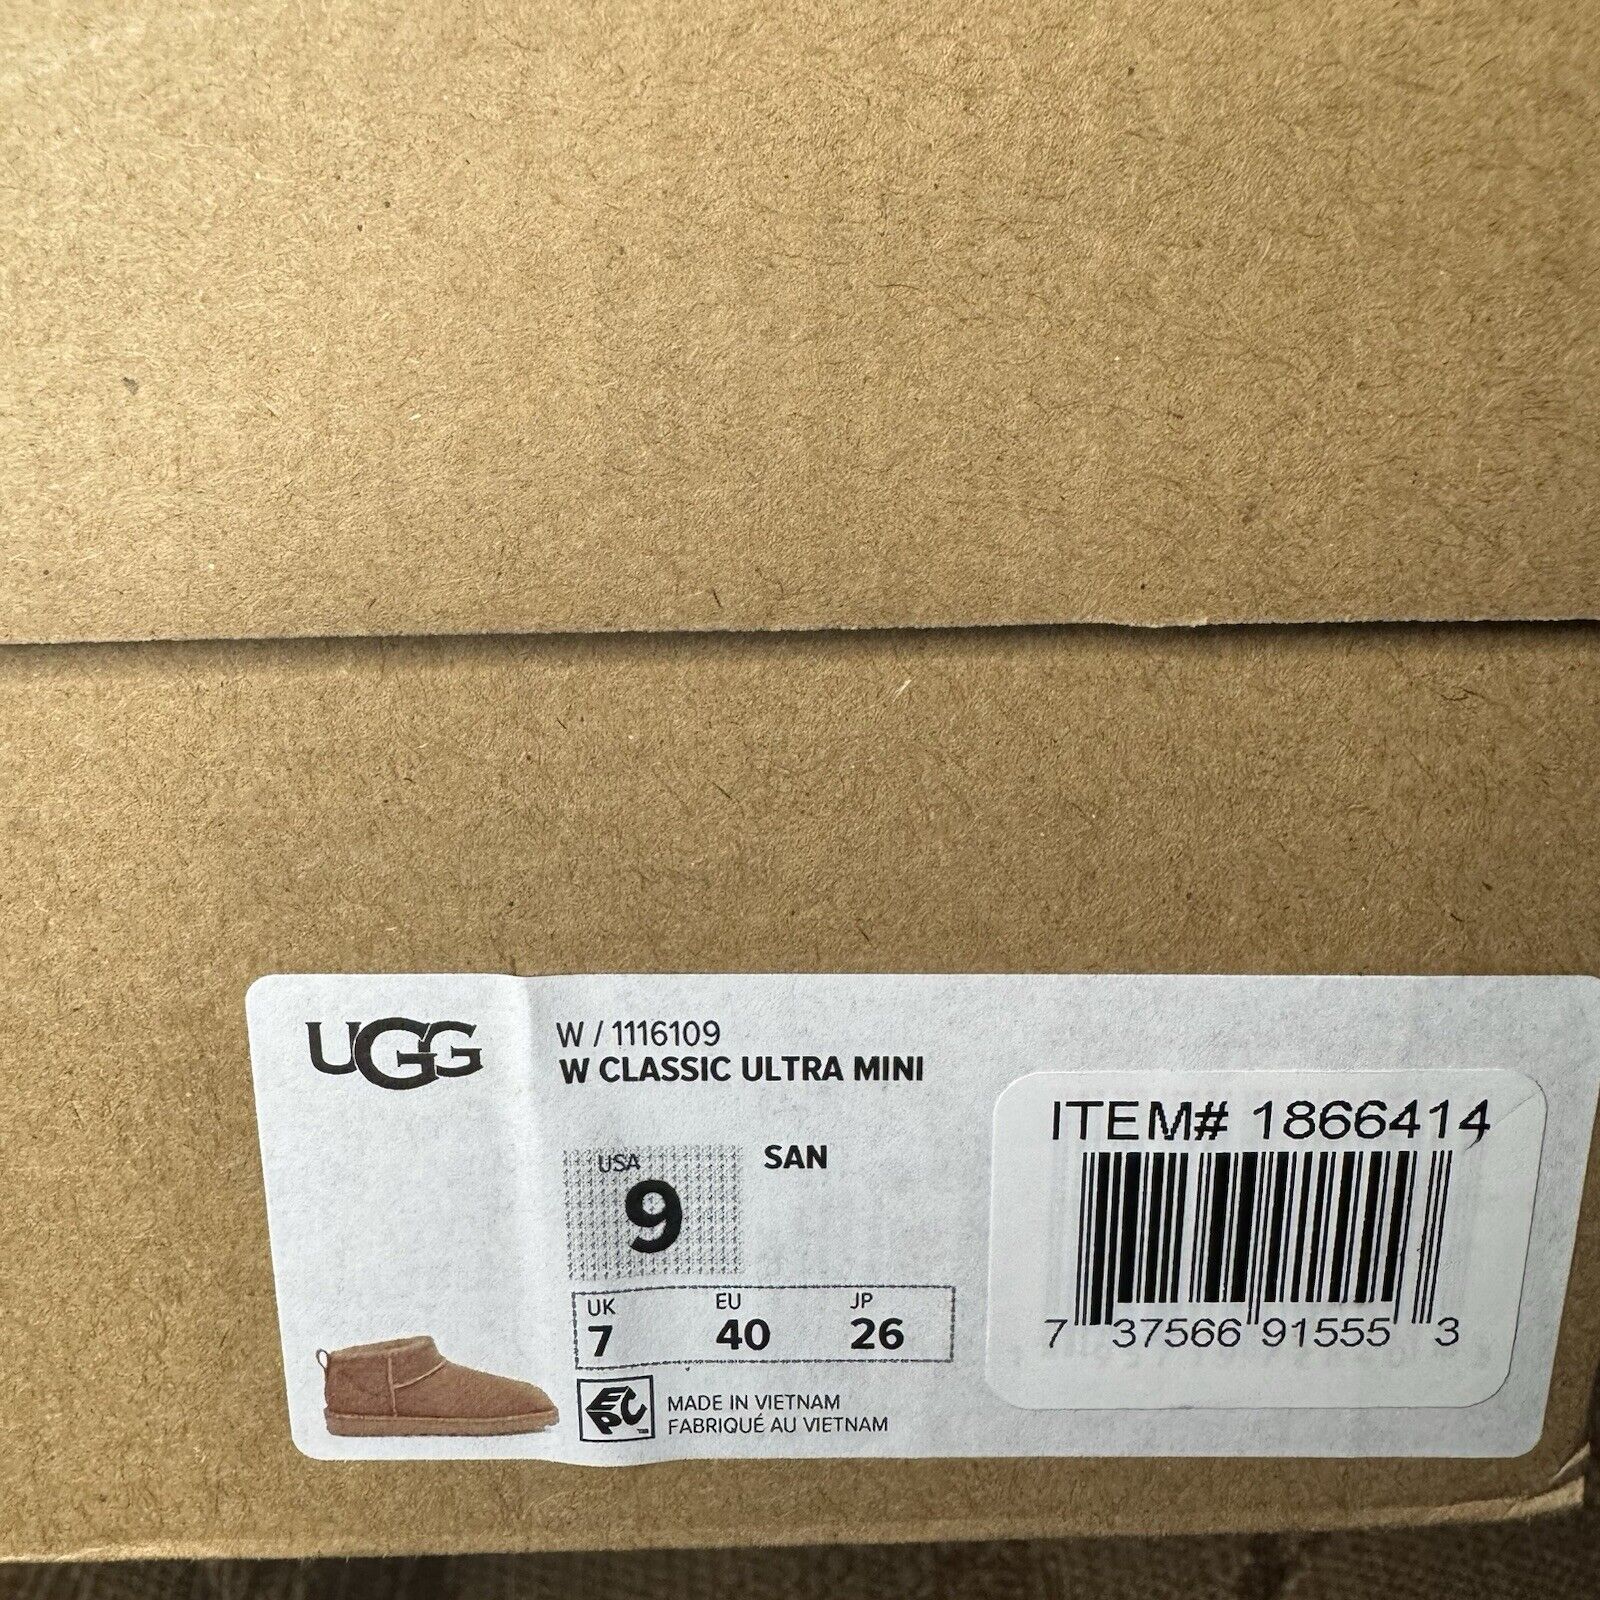 UGG
W / 1116109
W CLASSIC ULTRA MINI
USA
9
SAN
UK
7
EU
40
JP
26
EPC
MADE IN VIETNAM
FABRIQUÉ AU VIETNAM
ITEM# 1866414
7 37566 91555 3